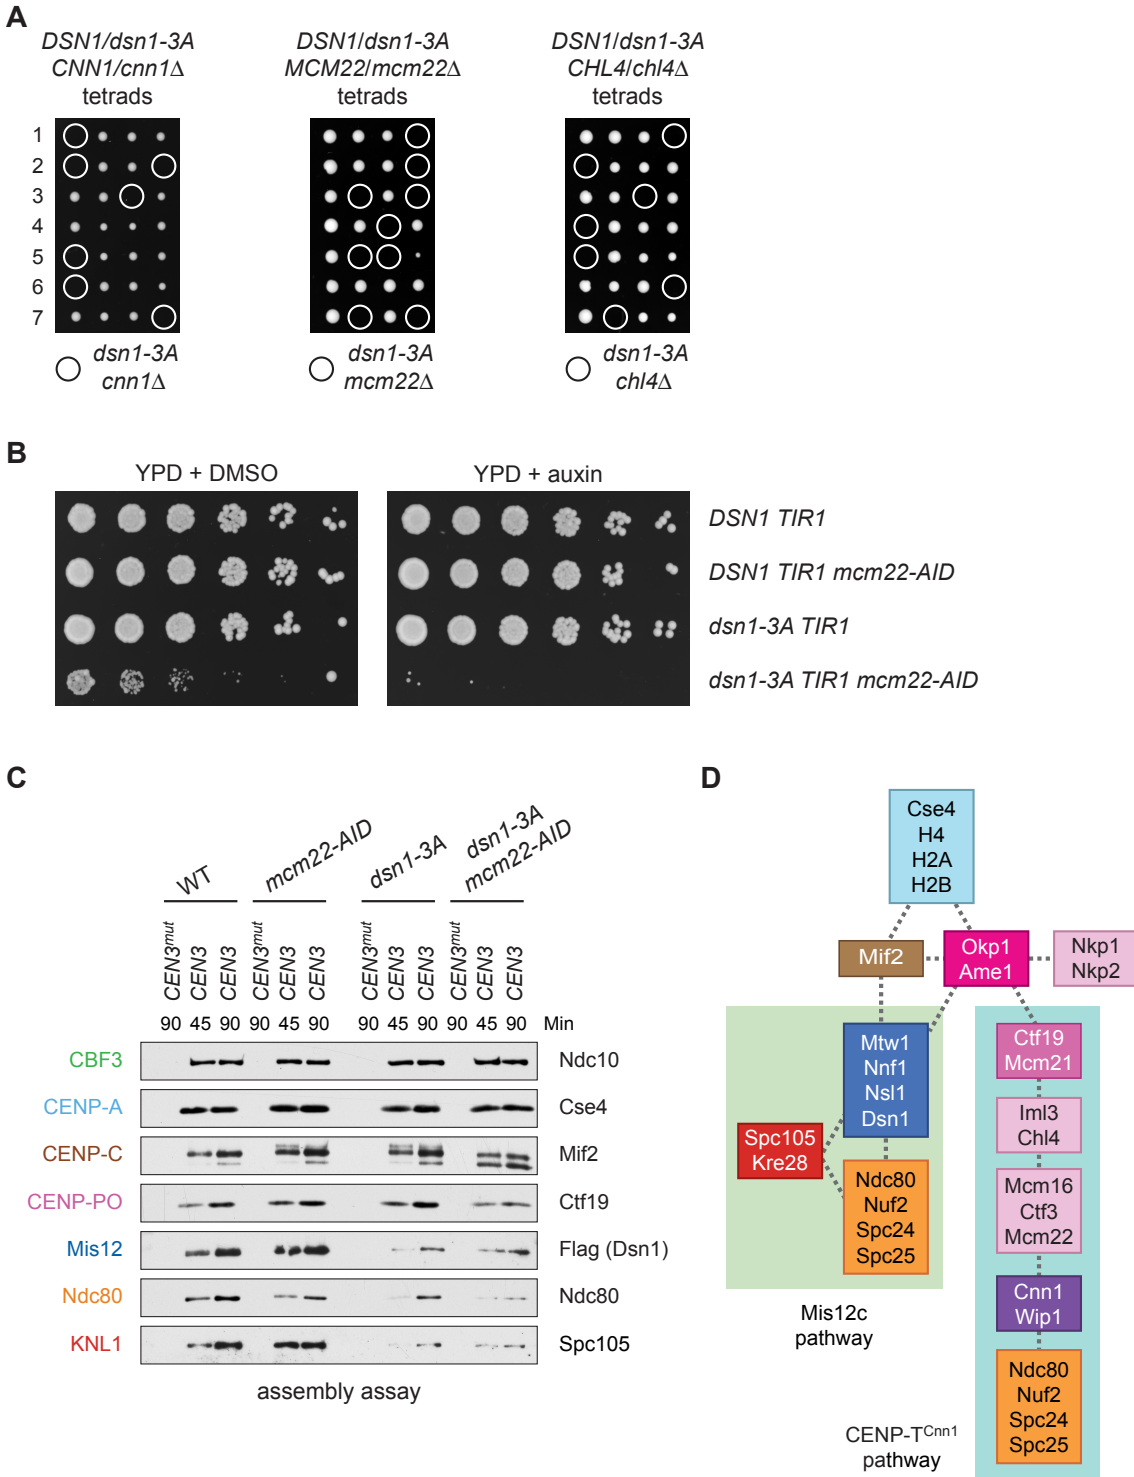 A
DSN1/dsn1-3A
CNN1/cnn1Δ
tetrads
DSN1/dsn1-3A
MCM22/mcm22Δ
tetrads
DSN1/dsn1-3A
CHL4/chl4Δ
tetrads
1
2
3
4
5
6
7
dsn1-3A
cnn1Δ
dsn1-3A
mcm22Δ
dsn1-3A
chl4Δ
B
YPD + DMSO
YPD + auxin
DSN1 TIR1
DSN1 TIR1 mcm22-AID
dsn1-3A TIR1
dsn1-3A TIR1 mcm22-AID
C
WT
mcm22-AID
dsn1-3A
dsn1-3A
mcm22-AID
CEN3mut
CEN3
CEN3
CEN3mut
CEN3
CEN3
CEN3mut
CEN3
CEN3
CEN3mut
CEN3
CEN3
90 45 90 90 45 90 90 45 90 90 45 90 Min
CBF3 Ndc10
CENP-A Cse4
CENP-C Mif2
CENP-PO Ctf19
Mis12 Flag (Dsn1)
Ndc80 Ndc80
KNL1 Spc105
assembly assay
D
Cse4
H4
H2A
H2B
Mif2
Okp1
Ame1
Nkp1
Nkp2
Mtw1
Nnf1
Nsl1
Dsn1
Spc105
Kre28
Ndc80
Nuf2
Spc24
Spc25
Mis12c
pathway
Ctf19
Mcm21
Iml3
Chl4
Mcm16
Ctf3
Mcm22
Cnn1
Wip1
Ndc80
Nuf2
Spc24
Spc25
CENP-TCnn1
pathway